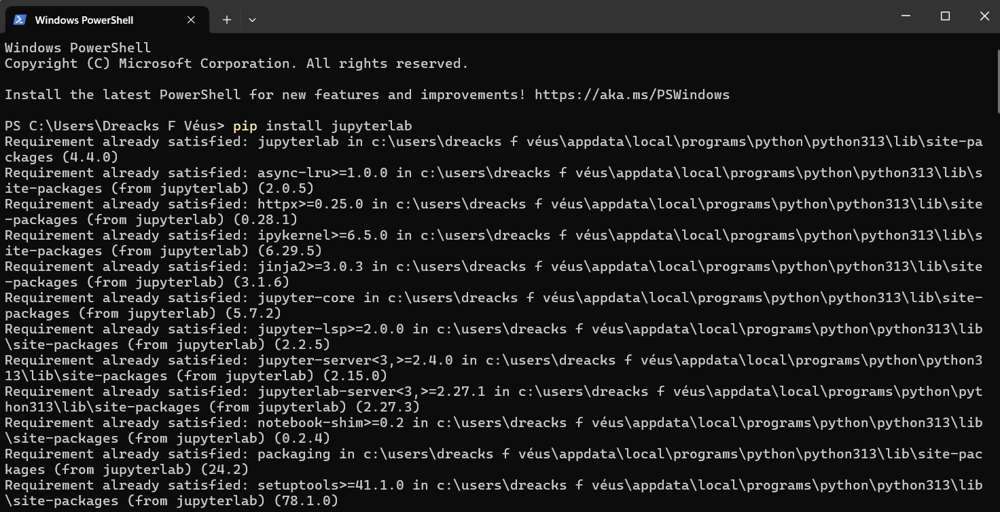 Windows PowerShell
Windows PowerShell
Copyright (C) Microsoft Corporation. All rights reserved.
Install the latest PowerShell for new features and improvements! https://aka.ms/PSWindows
PS C:\Users\Dreacks F Véus> pip install jupyterlab
Requirement already satisfied: jupyterlab in c:\users\dreacks f véus\appdata\local\programs\python\python313\lib\site-pa
ckages (4.4.0)
Requirement already satisfied: async-lru>=1.0.0 in c:\users\dreacks f véus\appdata\local\programs\python\python313\lib\s
ite-packages (from jupyterlab) (2.0.5)
Requirement already satisfied: httpx>=0.25.0 in c:\users\dreacks f véus\appdata\local\programs\python\python313\lib\site
-packages (from jupyterlab) (0.28.1)
Requirement already satisfied: ipykernel>=6.5.0 in c:\users\dreacks f véus\appdata\local\programs\python\python313\lib\s
ite-packages (from jupyterlab) (6.29.5)
Requirement already satisfied: jinja2>=3.0.3 in c:\users\dreacks f véus\appdata\local\programs\python\python313\lib\site
-packages (from jupyterlab) (3.1.6)
Requirement already satisfied: jupyter-core in c:\users\dreacks f véus\appdata\local\programs\python\python313\lib\site-
packages (from jupyterlab) (5.7.2)
Requirement already satisfied: jupyter-lsp>=2.0.0 in c:\users\dreacks f véus\appdata\local\programs\python\python313\lib
\site-packages (from jupyterlab) (2.2.5)
Requirement already satisfied: jupyter-server<3,>=2.4.0 in c:\users\dreacks f véus\appdata\local\programs\python\python3
13\lib\site-packages (from jupyterlab) (2.15.0)
Requirement already satisfied: jupyterlab-server<3,>=2.27.1 in c:\users\dreacks f véus\appdata\local\programs\python\pyt
hon313\lib\site-packages (from jupyterlab) (2.27.3)
Requirement already satisfied: notebook-shim>=0.2 in c:\users\dreacks f véus\appdata\local\programs\python\python313\lib
\site-packages (from jupyterlab) (0.2.4)
Requirement already satisfied: packaging in c:\users\dreacks f véus\appdata\local\programs\python\python313\lib\site-pac
kages (from jupyterlab) (24.2)
Requirement already satisfied: setuptools>=41.1.0 in c:\users\dreacks f véus\appdata\local\programs\python\python313\lib
\site-packages (from jupyterlab) (78.1.0)